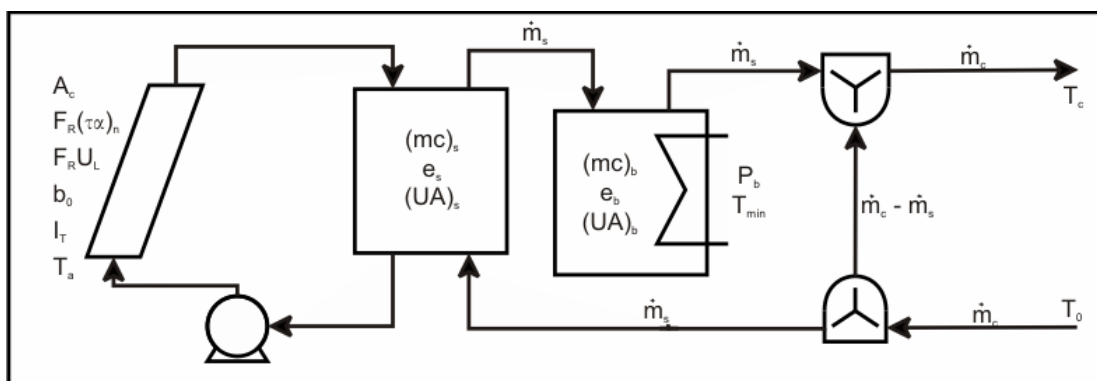 A_c
F_R(τα)_n
F_RU_L
b_0
I_T
T_a
(mc)_s
e_s
(UA)_s
ṁ_s
(mc)_b
e_b
(UA)_b
P_b
T_min
ṁ_s
ṁ_c
T_c
ṁ_c - ṁ_s
ṁ_s
ṁ_c
T_0